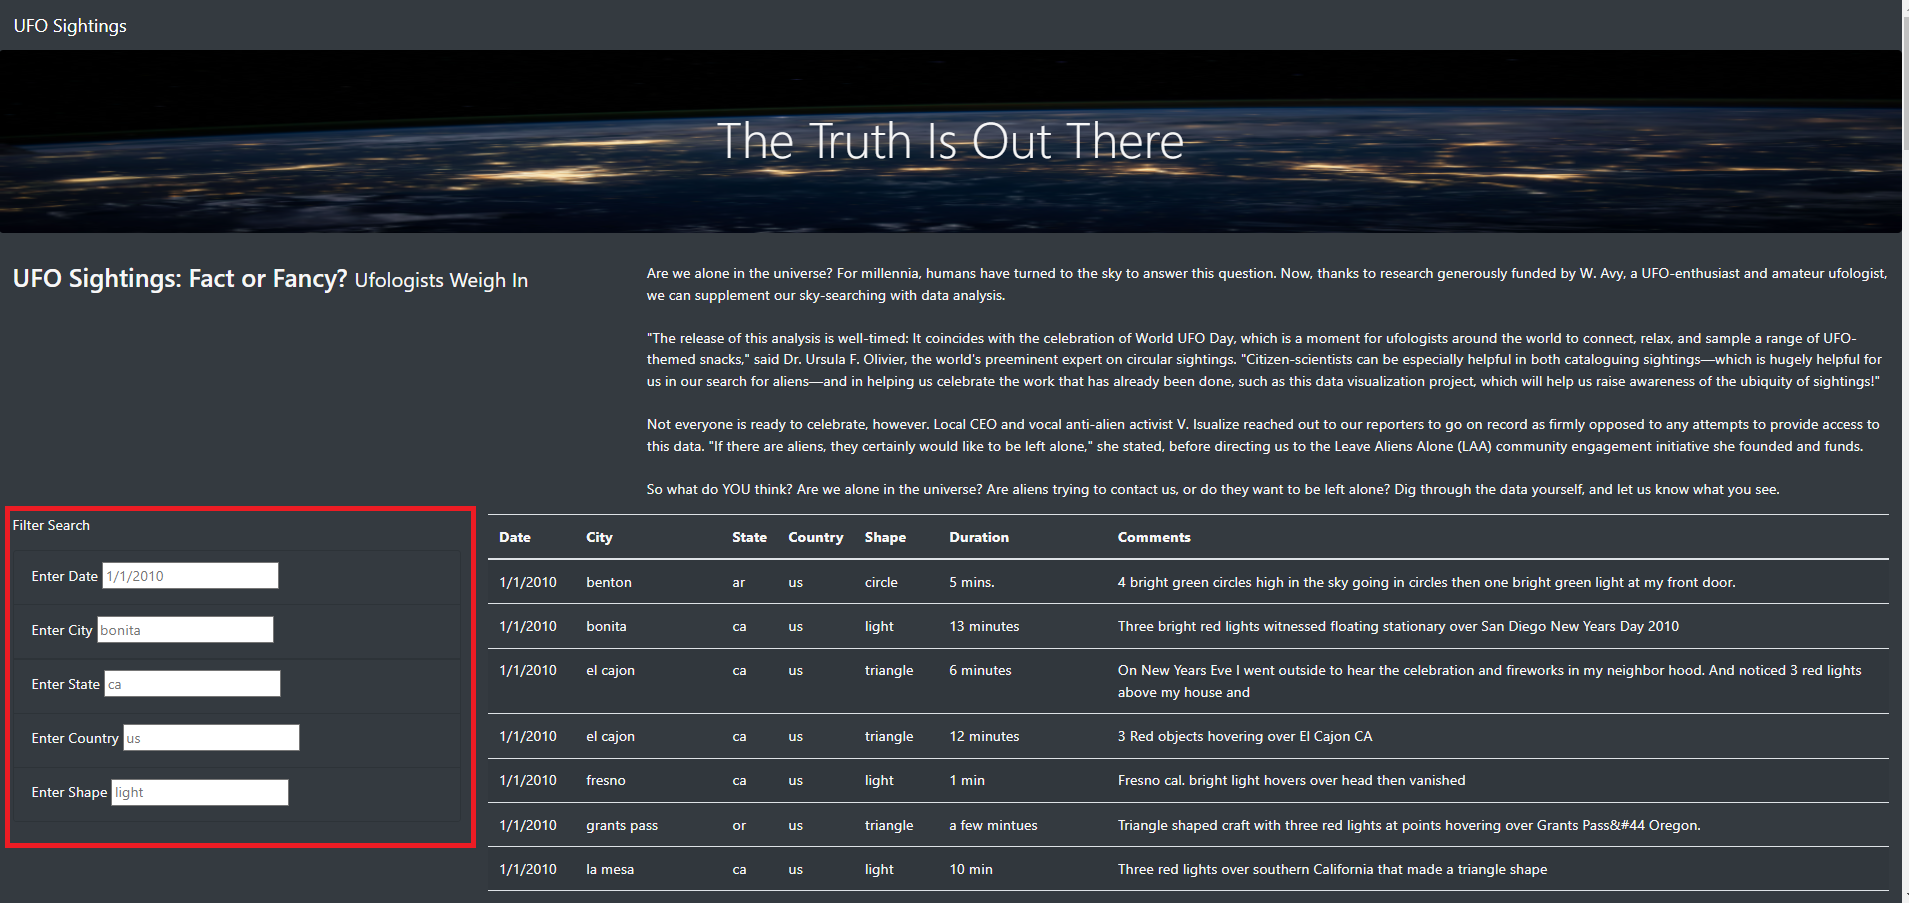 UFO Sightings
The Truth Is Out There
UFO Sightings: Fact or Fancy? Ufologists Weigh In
Are we alone in the universe? For millennia, humans have turned to the sky to answer this question. Now, thanks to research generously funded by W. Avy, a UFO-enthusiast and amateur ufologist,
we can supplement our sky-searching with data analysis.
"The release of this analysis is well-timed: It coincides with the celebration of World UFO Day, which is a moment for ufologists around the world to connect, relax, and sample a range of UFO-
themed snacks," said Dr. Ursula F. Olivier, the world's preeminent expert on circular sightings. "Citizen-scientists can be especially helpful in both cataloguing sightings—which is hugely helpful for
us in our search for aliens—and in helping us celebrate the work that has already been done, such as this data visualization project, which will help us raise awareness of the ubiquity of sightings!"
Not everyone is ready to celebrate, however. Local CEO and vocal anti-alien activist V. Isualize reached out to our reporters to go on record as firmly opposed to any attempts to provide access to
this data. "If there are aliens, they certainly would like to be left alone," she stated, before directing us to the Leave Aliens Alone (LAA) community engagement initiative she founded and funds.
So what do YOU think? Are we alone in the universe? Are aliens trying to contact us, or do they want to be left alone? Dig through the data yourself, and let us know what you see.
Filter Search
Enter Date 1/1/2010
Enter City bonita
Enter State ca
Enter Country us
Enter Shape light
Date City State Country Shape Duration Comments
1/1/2010 benton ar us circle 5 mins. 4 bright green circles high in the sky going in circles then one bright green light at my front door.
1/1/2010 bonita ca us light 13 minutes Three bright red lights witnessed floating stationary over San Diego New Years Day 2010
1/1/2010 el cajon ca us triangle 6 minutes On New Years Eve I went outside to hear the celebration and fireworks in my neighbor hood. And noticed 3 red lights
above my house and
1/1/2010 el cajon ca us triangle 12 minutes 3 Red objects hovering over El Cajon CA
1/1/2010 fresno ca us light 1 min Fresno cal. bright light hovers over head then vanished
1/1/2010 grants pass or us triangle a few mintues Triangle shaped craft with three red lights at points hovering over Grants Pass&#44 Oregon.
1/1/2010 la mesa ca us light 10 min Three red lights over southern California that made a triangle shape